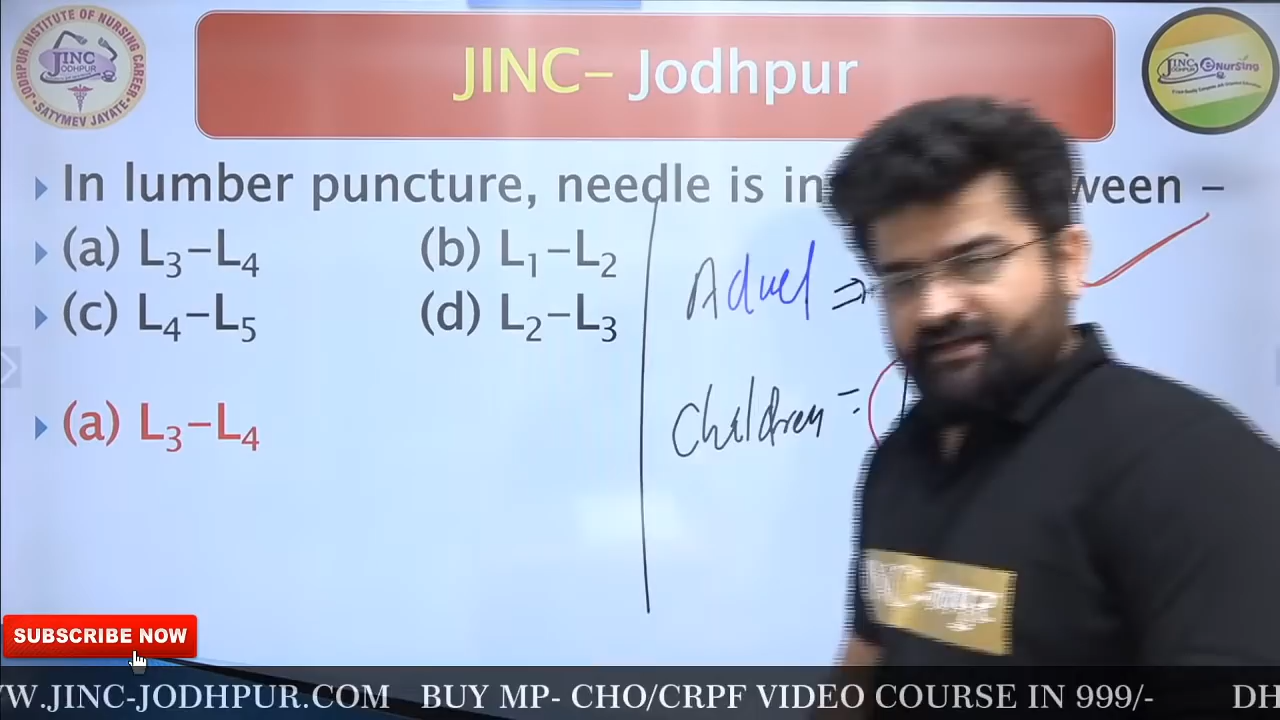 JODHPUR INSTITUTE OF NURSING CAREER
JINC
JODHPUR
SATYMEV JAYATE
JINC- Jodhpur
JINC eNursing
In lumber puncture, needle is in ween –
(a) L3-L4 (b) L1-L2
(c) L4-L5 (d) L2-L3
(a) L3-L4
Aduel ⇒
Children =
SUBSCRIBE NOW
W.JINC-JODHPUR.COM BUY MP- CHO/CRPF VIDEO COURSE IN 999/- DH